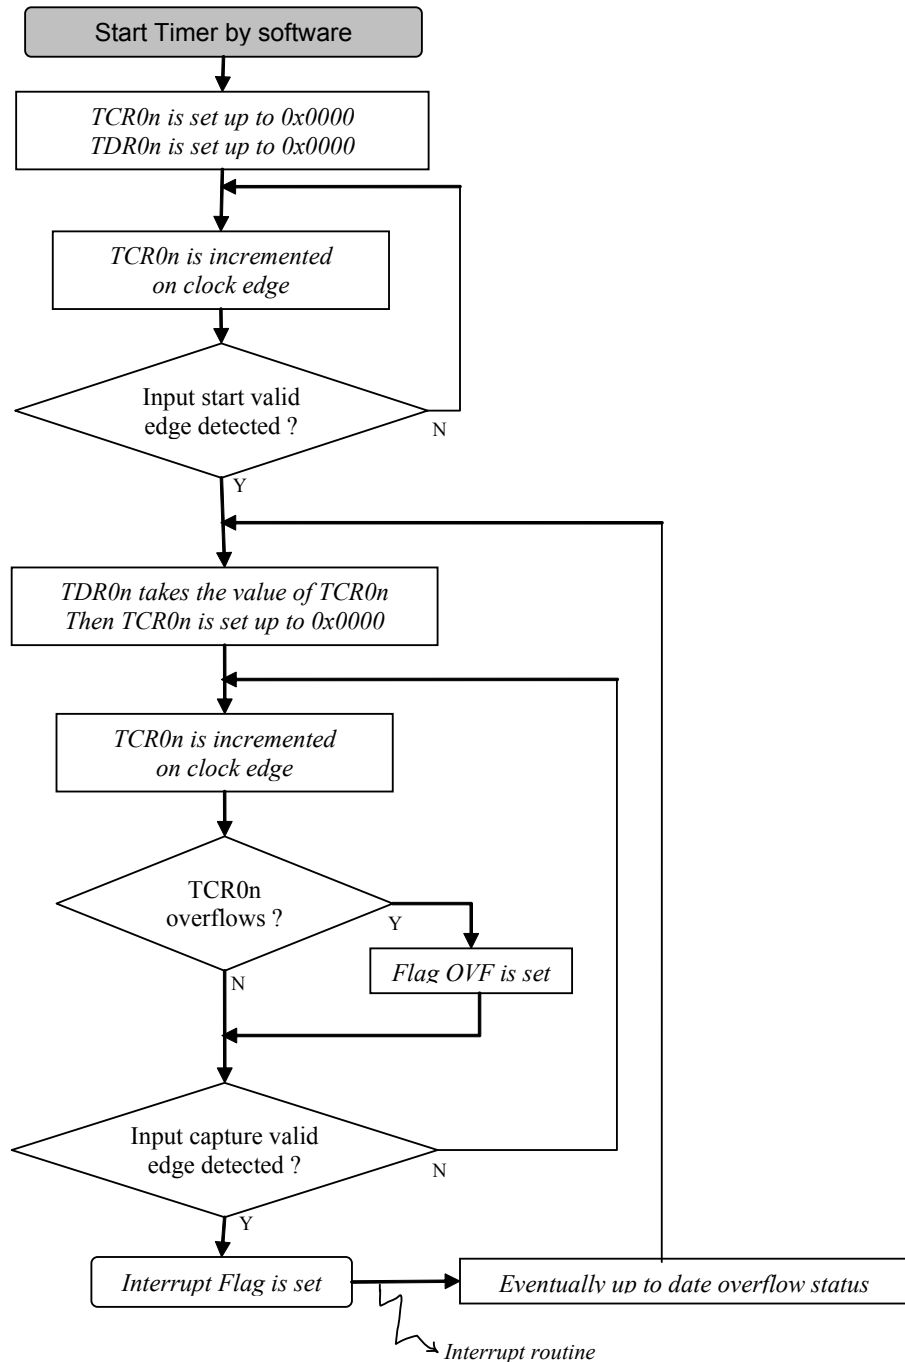 Start Timer by software
TCR0n is set up to 0x0000
TDR0n is set up to 0x0000
TCR0n is incremented
on clock edge
Input start valid
edge detected ?
N
Y
TDR0n takes the value of TCR0n
Then TCR0n is set up to 0x0000
TCR0n is incremented
on clock edge
TCR0n
overflows ?
Y
Flag OVF is set
N
Input capture valid
edge detected ?
N
Y
Interrupt Flag is set
Eventually up to date overflow status
Interrupt routine